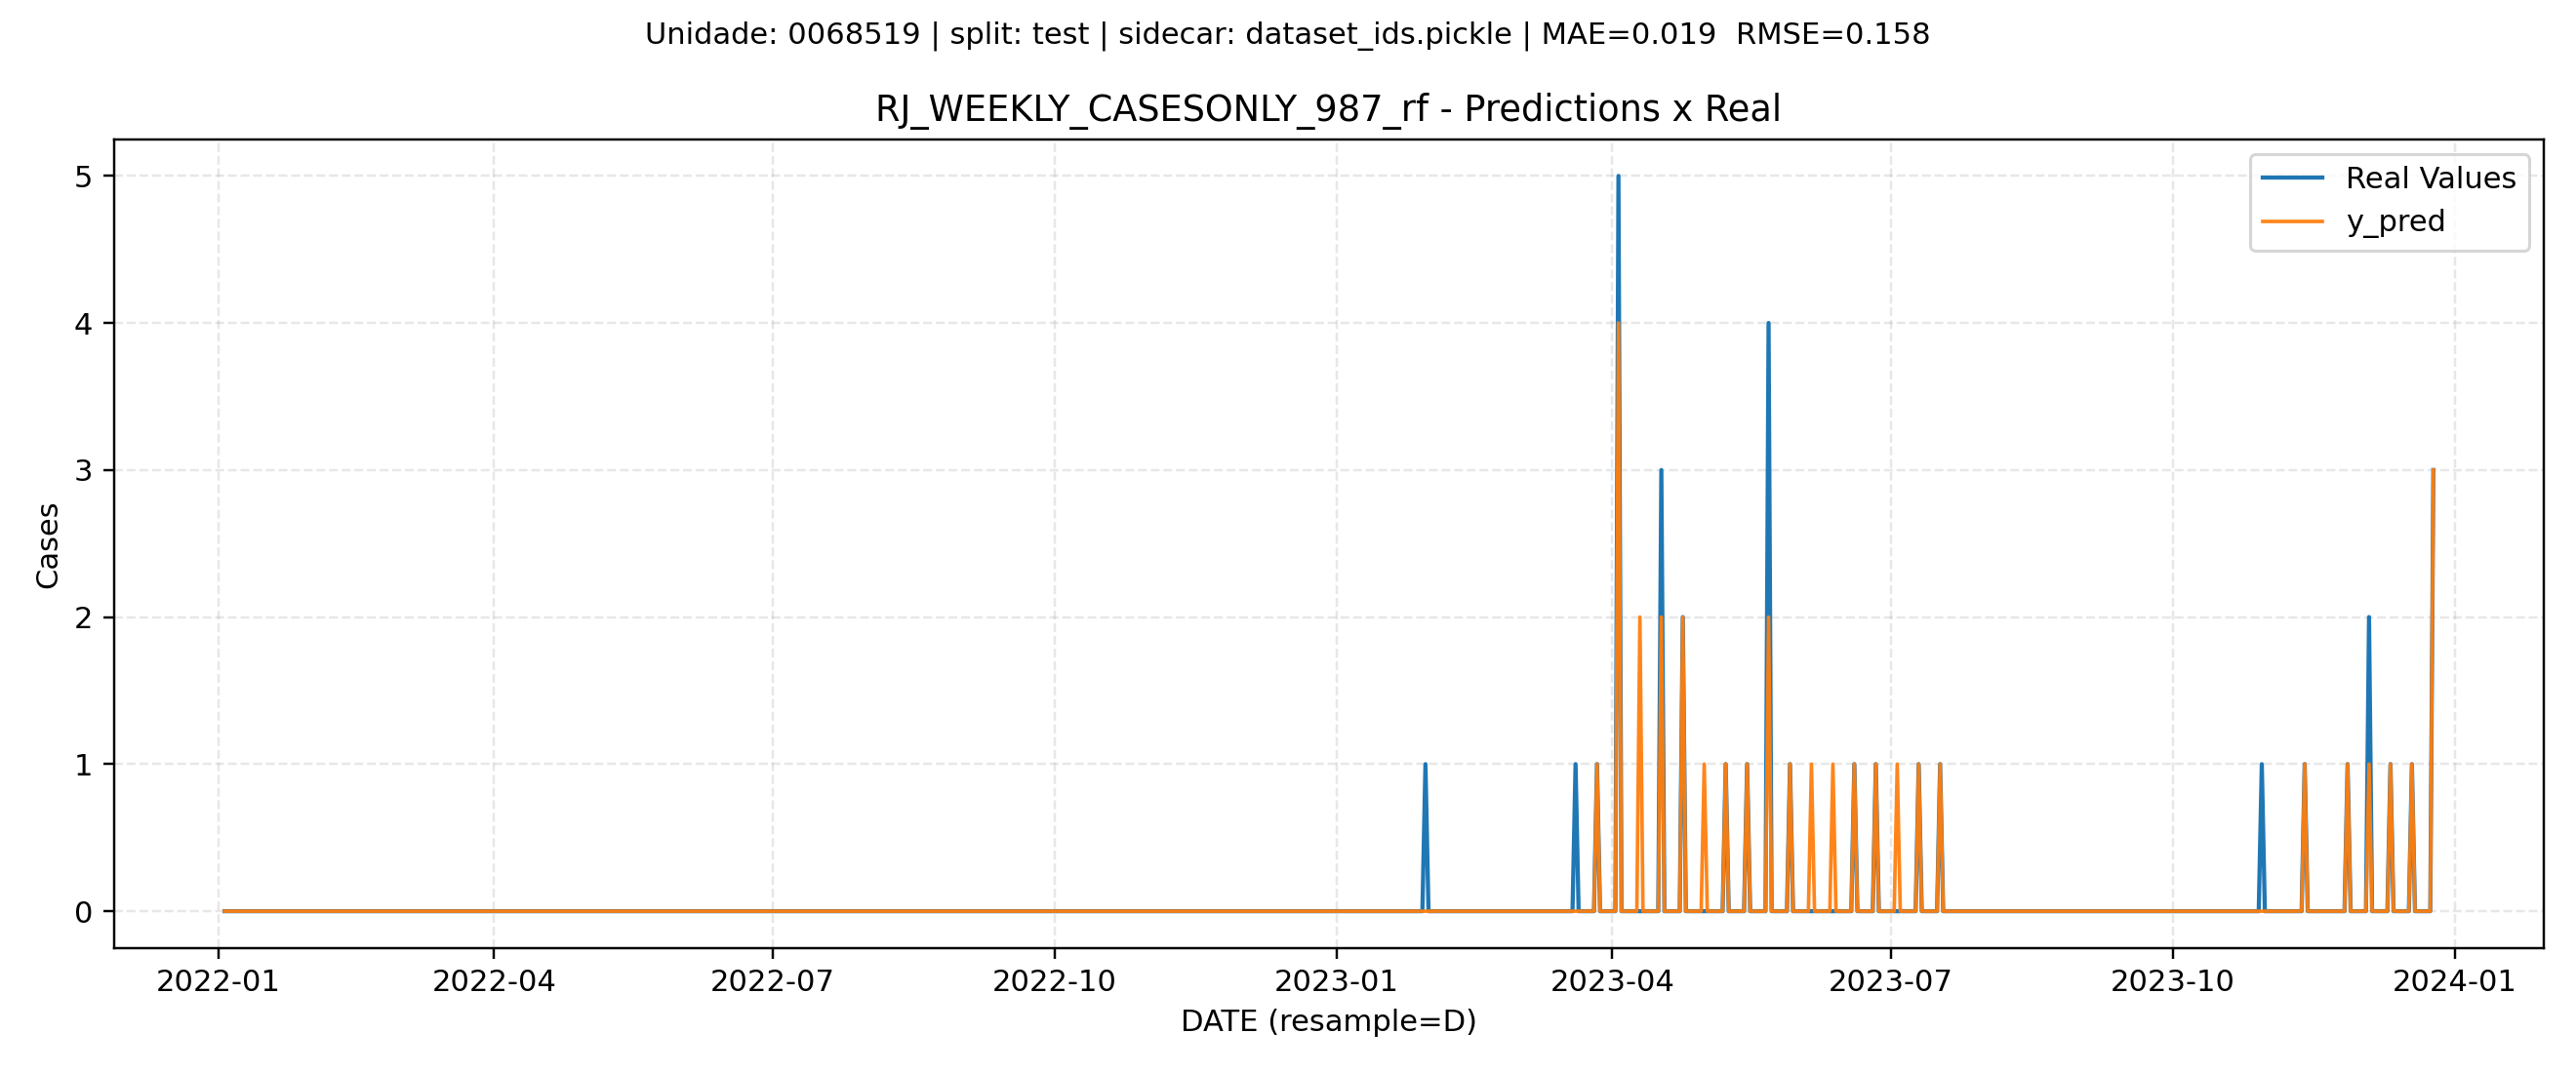 Unidade: 0068519 | split: test | sidecar: dataset_ids.pickle | MAE=0.019  RMSE=0.158
RJ_WEEKLY_CASESONLY_987_rf - Predictions x Real
Real Values
y_pred
5
4
3
2
1
0
Cases
2022-01
2022-04
2022-07
2022-10
2023-01
2023-04
2023-07
2023-10
2024-01
DATE (resample=D)